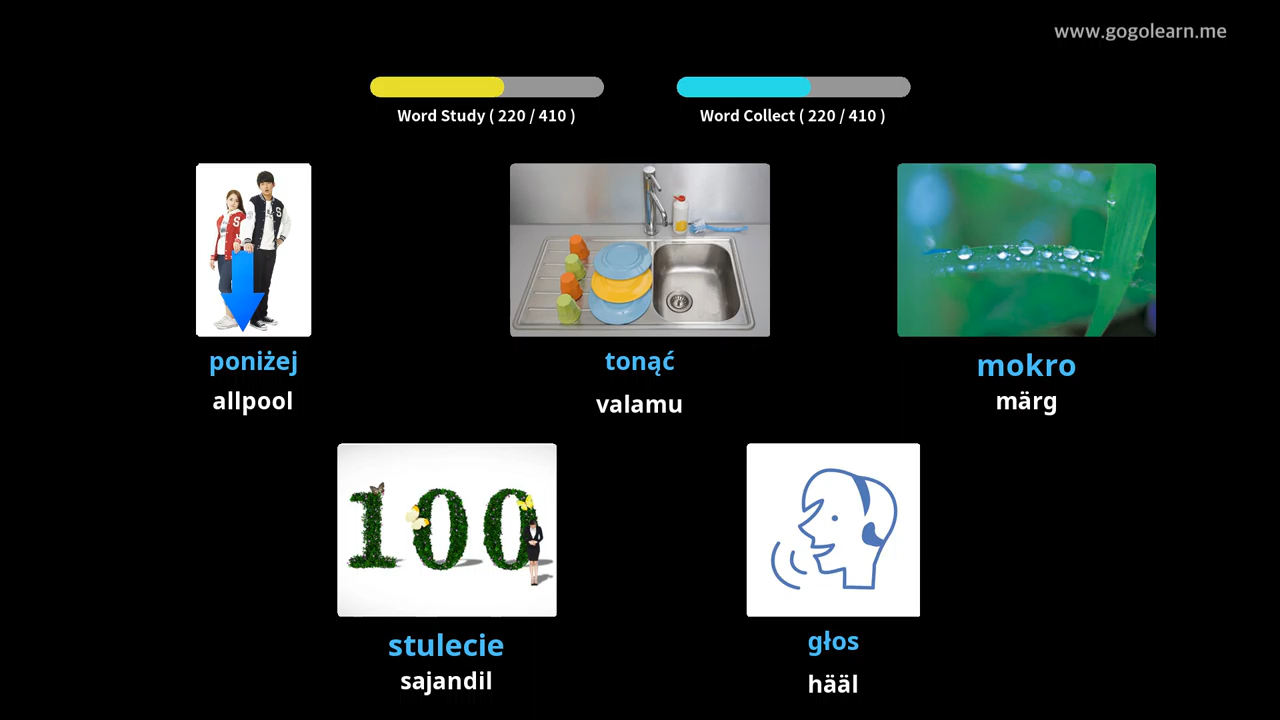 www.gogolearn.me
Word Study ( 220 / 410 )
Word Collect ( 220 / 410 )
poniżej
allpool
tonąć
valamu
mokro
märg
100
stulecie
sajandil
głos
hääl